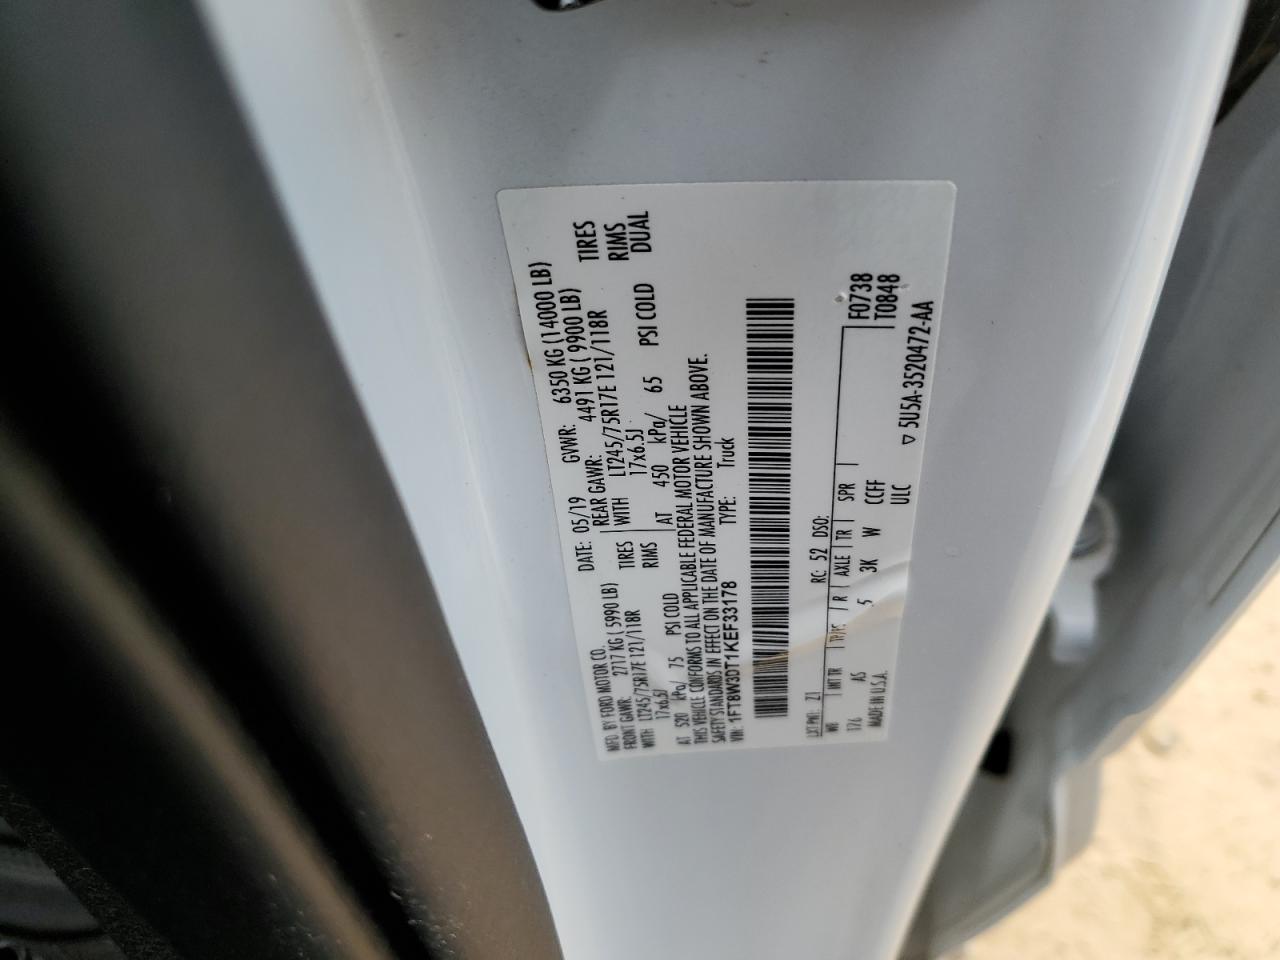 MFD. BY FORD MOTOR CO.
DATE: 05/19 GVWR: 6350 KG (14000 LB)
FRONT GAWR: 2717 KG ( 5990 LB) REAR GAWR: 4491 KG ( 9900 LB)
WITH LT245/75R17E 121/118R TIRES WITH LT245/75R17E 121/118R TIRES
17x6.5J RIMS 17x6.5J RIMS
AT 520 kPa/ 75 PSI COLD AT 450 kPa/ 65 PSI COLD DUAL
THIS VEHICLE CONFORMS TO ALL APPLICABLE FEDERAL MOTOR VEHICLE
SAFETY STANDARDS IN EFFECT ON THE DATE OF MANUFACTURE SHOWN ABOVE.
VIN: 1FT8W3DT1KEF33178 TYPE: Truck
EXT PNT: Z1 RC: 52 DSO:
WB INT TR TP/PS R AXLE TR SPR F0738
176 AS 5 3K W CCFF T0848
MADE IN U.S.A. ULC
▽ 5U5A-3520472-AA